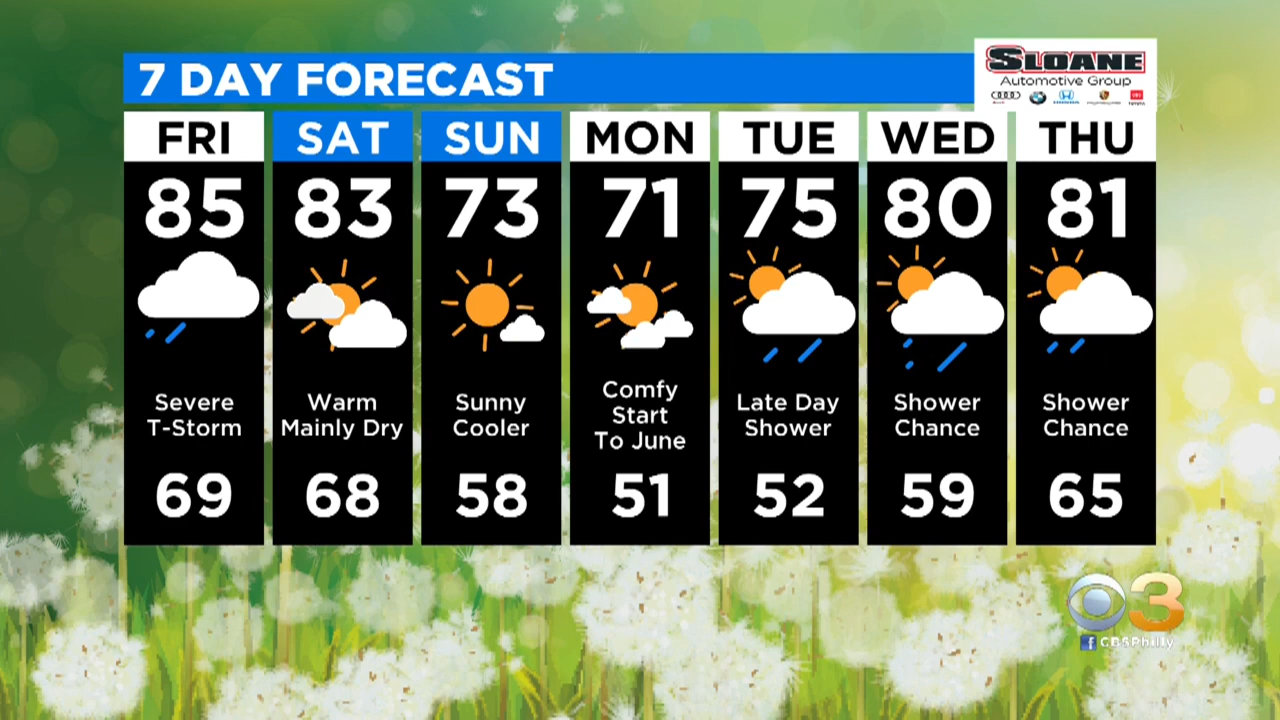 7 DAY FORECAST
SLOANE
Automotive Group
FRI SAT SUN MON TUE WED THU
85 83 73 71 75 80 81
Severe
T-Storm
Warm
Mainly Dry
Sunny
Cooler
Comfy
Start
To June
Late Day
Shower
Shower
Chance
Shower
Chance
69 68 58 51 52 59 65
3
f CBSPhilly